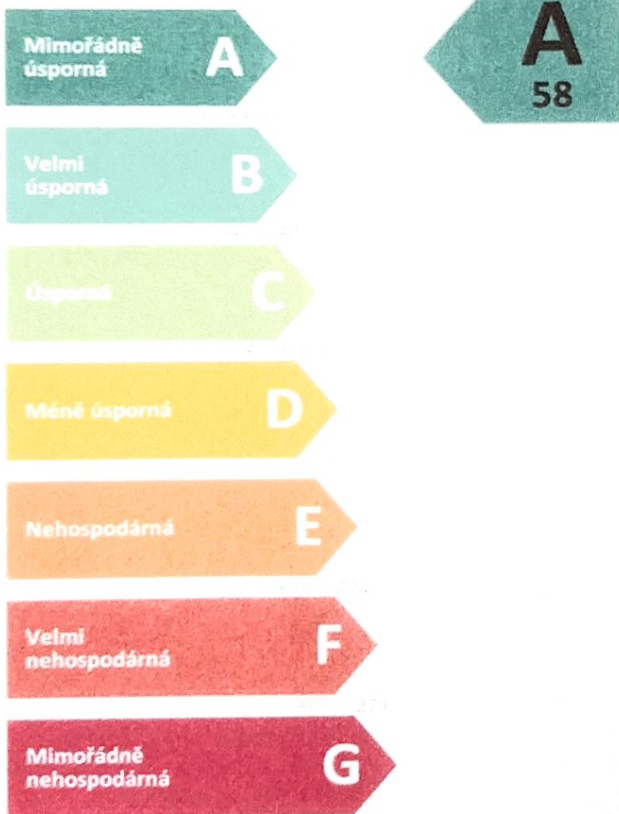 Mimořádně
úsporná
A
A
58
Velmi
úsporná
B
Úsporná
C
Méně úsporná
D
Nehospodárná
E
Velmi
nehospodárná
F
Mimořádně
nehospodárná
G